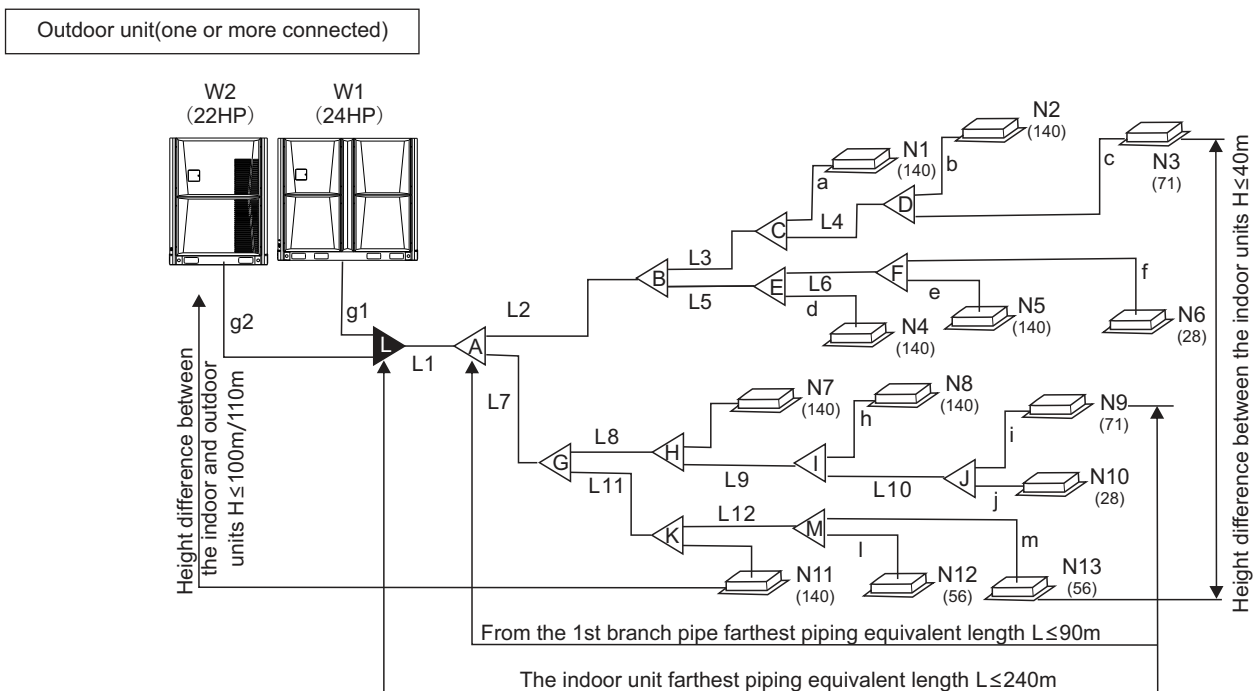 Outdoor unit(one or more connected)
W2
(22HP)
W1
(24HP)
N1
(140)
N2
(140)
N3
(71)
a
b
c
D
C
L4
L3
B
L5
E
L6
F
d
e
f
N4
(140)
N5
(140)
N6
(28)
g2
g1
L
L1
A
L2
L7
N7
(140)
N8
(140)
N9
(71)
h
i
L8
H
G
L9
I
L10
J
j
N10
(28)
L11
L12
K
M
l
m
N11
(140)
N12
(56)
N13
(56)
Height difference between
the indoor and outdoor
units H≤100m/110m
Height difference between the indoor units H≤40m
From the 1st branch pipe farthest piping equivalent length L≤90m
The indoor unit farthest piping equivalent length L≤240m